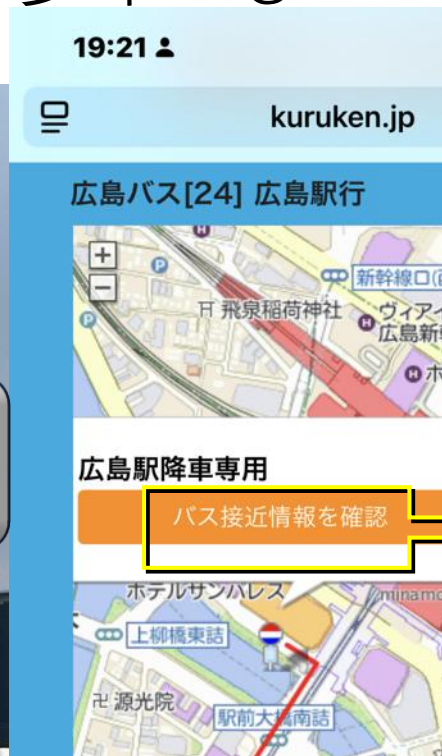 19:21
kuruken.jp
広島バス[24] 広島駅行
新幹線口
飛泉稲荷神社
ヴィアイ
広島新
ホ
広島駅降車専用
バス接近情報を確認
ホテルサンパレス
minamo
上柳橋東詰
源光院
駅前大橋南詰